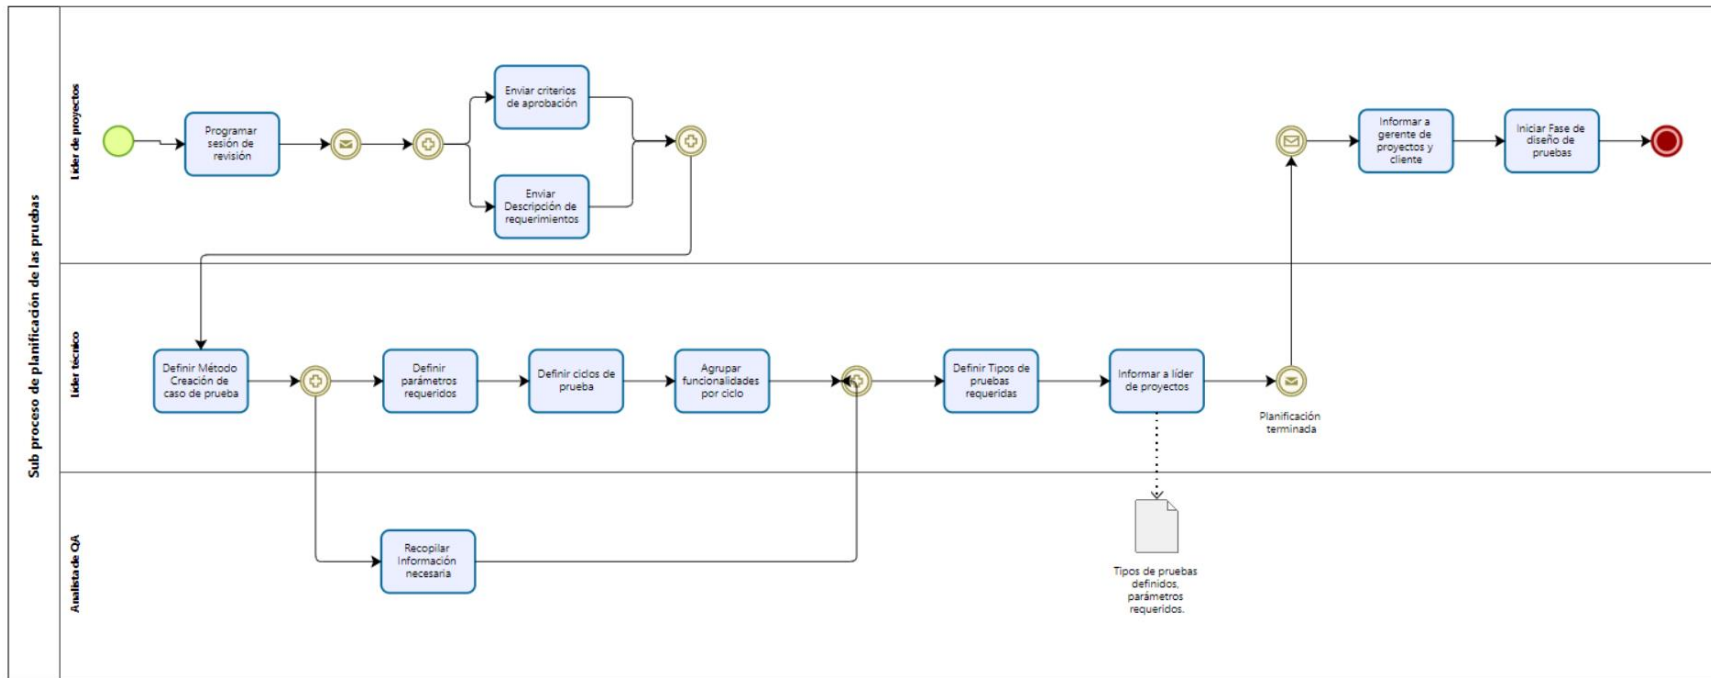 Sub proceso de planificación de las pruebas
Líder de proyectos
Programar
sesión de
revisión
Enviar criterios
de aprobación
Enviar
Descripción de
requerimientos
Informar a
gerente de
proyectos y
cliente
Iniciar Fase de
diseño de
pruebas
Líder técnico
Definir Método
Creación de
caso de prueba
Definir
parámetros
requeridos
Definir ciclos de
prueba
Agrupar
funcionalidades
por ciclo
Definir Tipos de
pruebas
requeridas
Informar a líder
de proyectos
Planificación
terminada
Analista de QA
Recopilar
Información
necesaria
Tipos de pruebas
definidos,
parámetros
requeridos.